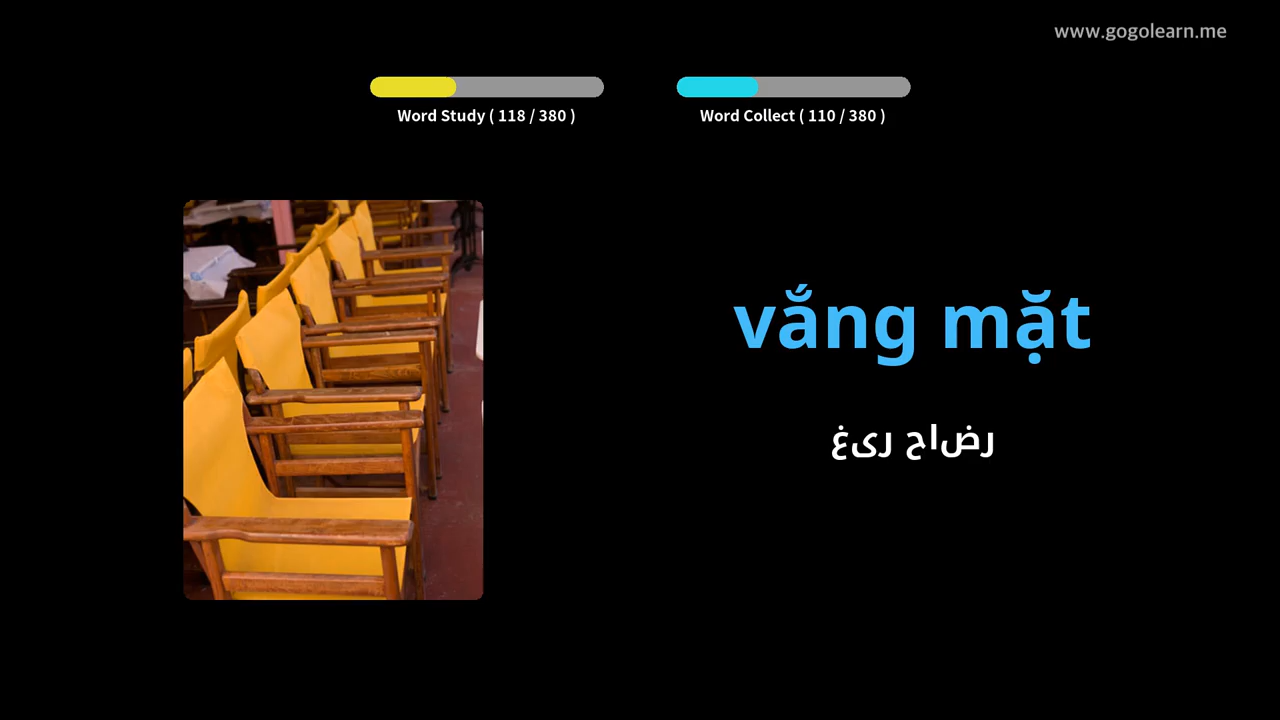 www.gogolearn.me
Word Study ( 118 / 380 )
Word Collect ( 110 / 380 )
vắng mặt
رضاح ریغ